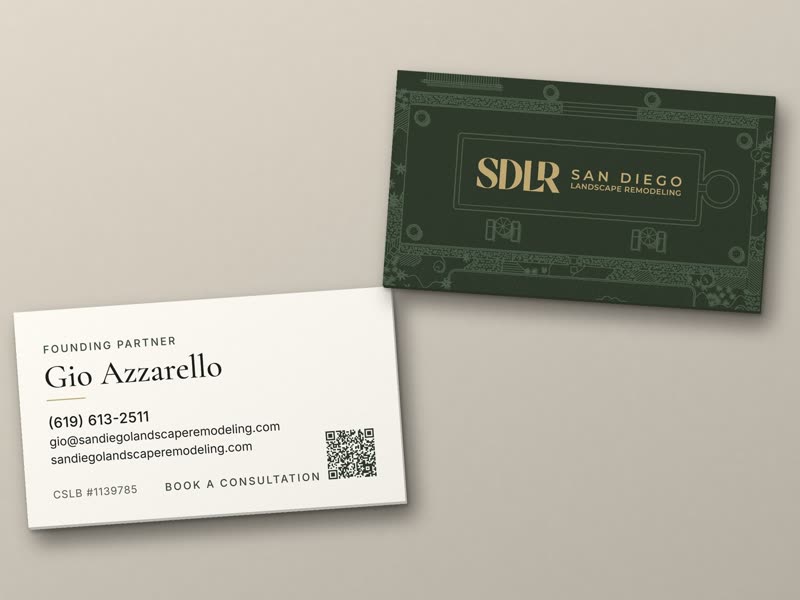 SDLR SAN DIEGO
LANDSCAPE REMODELING
FOUNDING PARTNER
Gio Azzarello
(619) 613-2511
gio@sandiegolandscaperemodeling.com
sandiegolandscaperemodeling.com
CSLB #1139785
BOOK A CONSULTATION